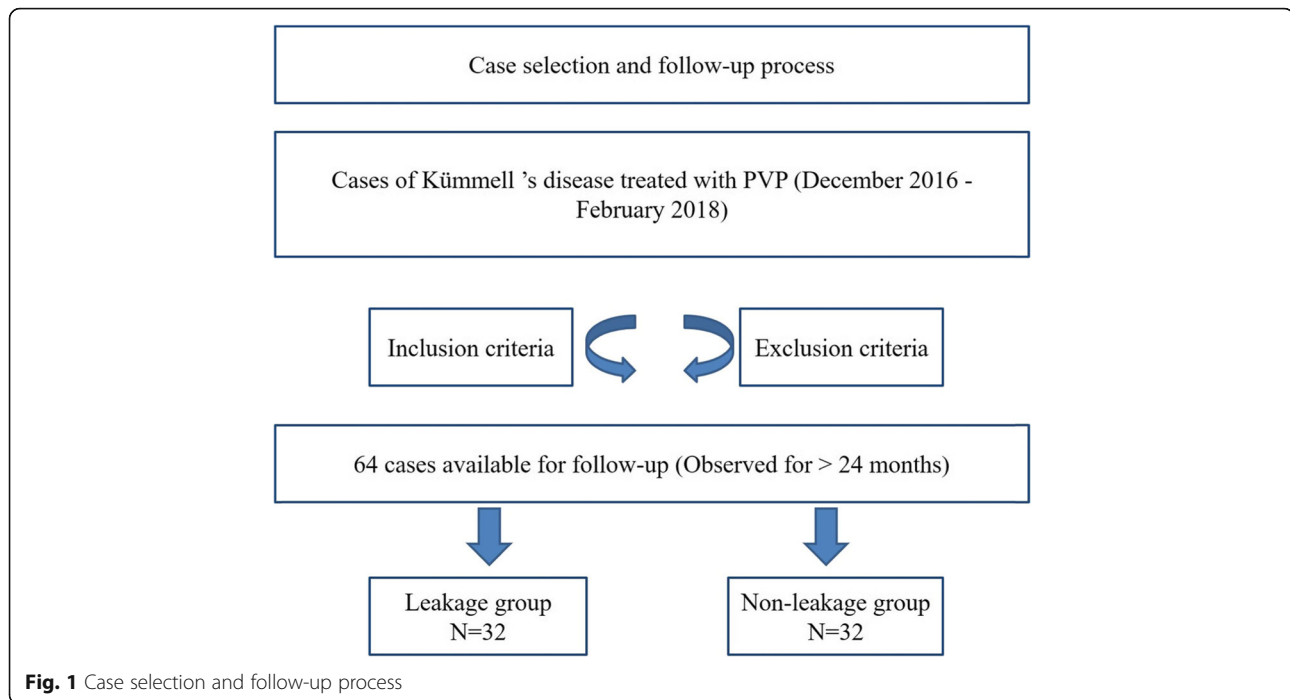 Case selection and follow-up process
Cases of Kümmell ’s disease treated with PVP (December 2016 -
February 2018)
Inclusion criteria
Exclusion criteria
64 cases available for follow-up (Observed for > 24 months)
Leakage group
N=32
Non-leakage group
N=32
Fig. 1 Case selection and follow-up process